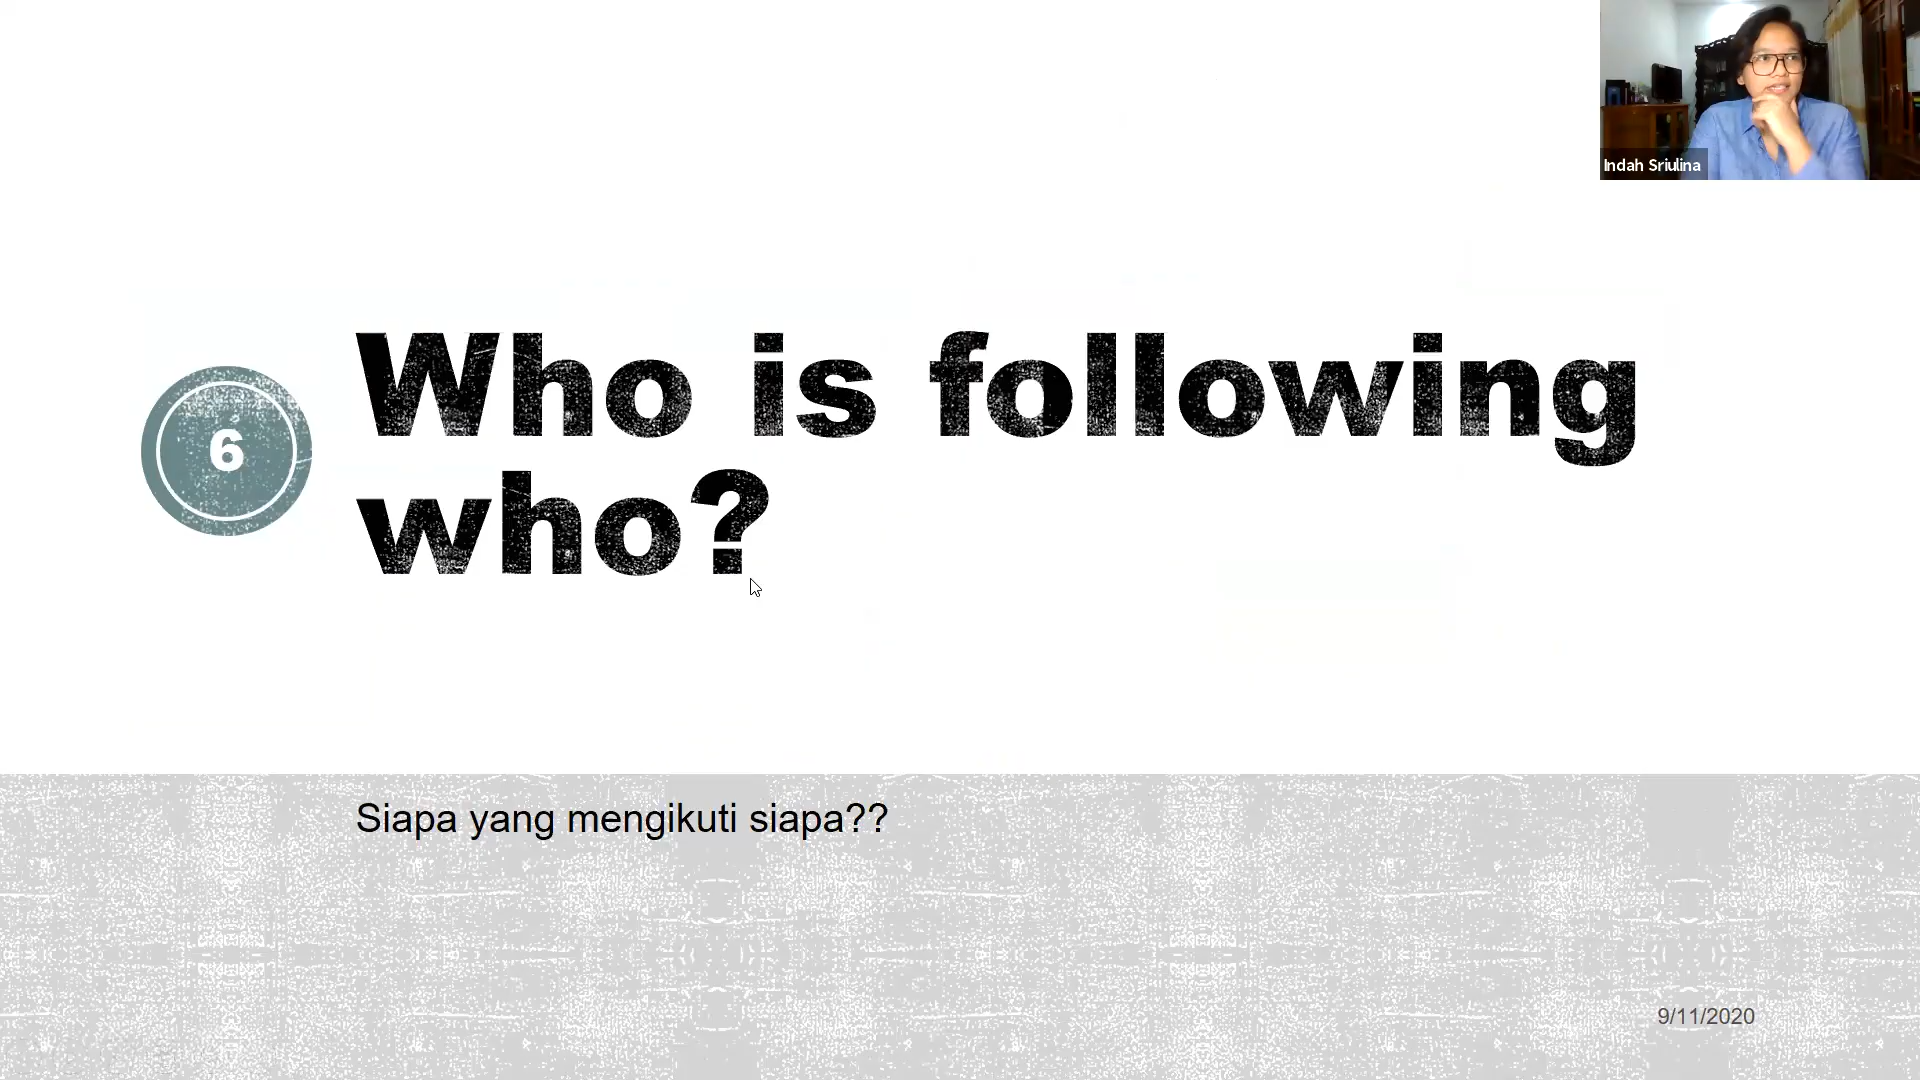 Indah Sriulina
6
Who is following
who?
Siapa yang mengikuti siapa??
9/11/2020